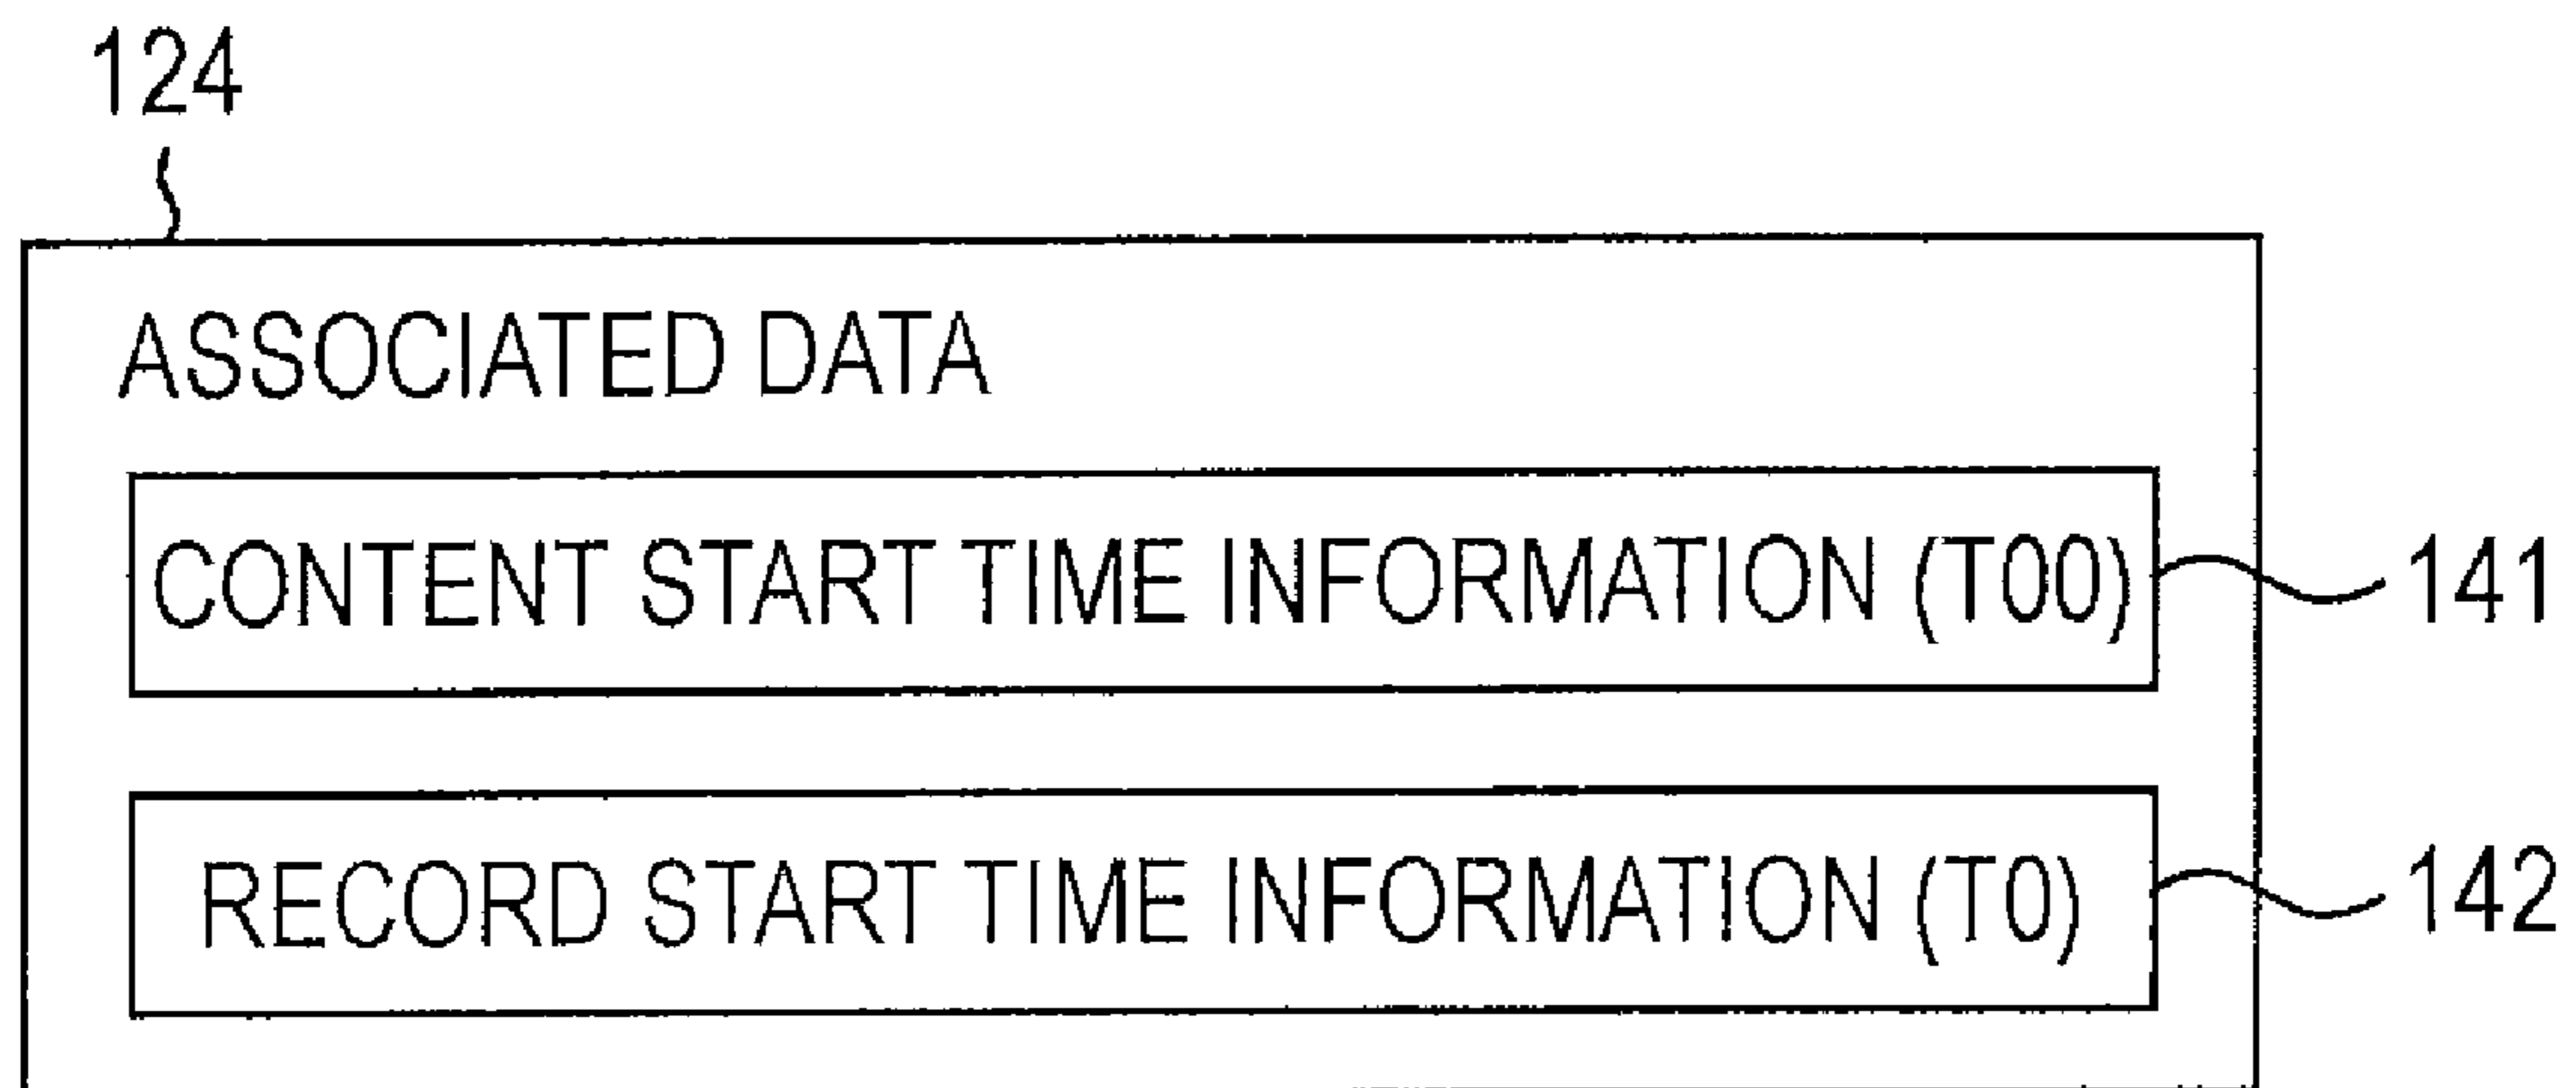 124
ASSOCIATED DATA
CONTENT START TIME INFORMATION (T00)
141
RECORD START TIME INFORMATION (T0)
142